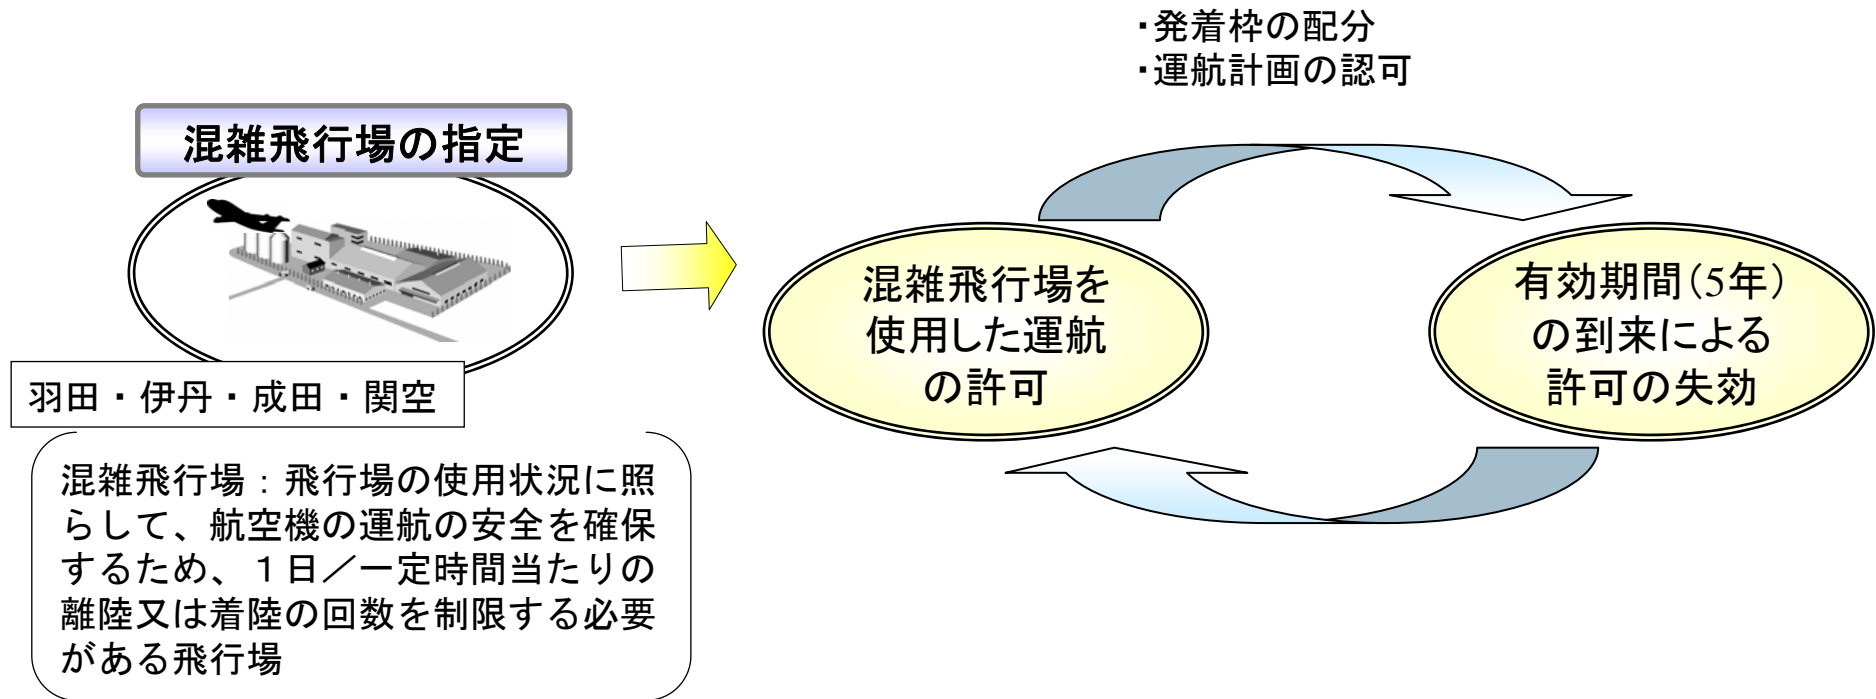 ・発着枠の配分
・運航計画の認可
混雑飛行場の指定
羽田・伊丹・成田・関空
混雑飛行場：飛行場の使用状況に照
らして、航空機の運航の安全を確保
するため、１日／一定時間当たりの
離陸又は着陸の回数を制限する必要
がある飛行場
混雑飛行場を
使用した運航
の許可
有効期間（5年）
の到来による
許可の失効